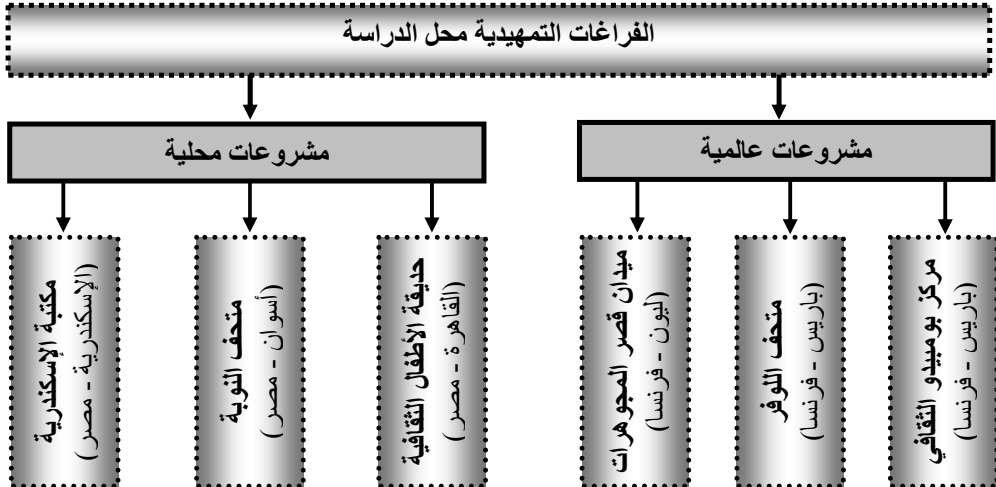 الفراغات التمهيدية محل الدراسة
مشروعات عالمية
مشروعات محلية
مركز بومبيدو الثقافي
(باريس - فرنسا)
متحف اللوفر
(باريس - فرنسا)
ميدان قصر المجوهرات
(ليون - فرنسا)
حديقة الأطفال الثقافية
(القاهرة - مصر)
متحف النوبة
(أسوان - مصر)
مكتبة الإسكندرية
(الإسكندرية - مصر)